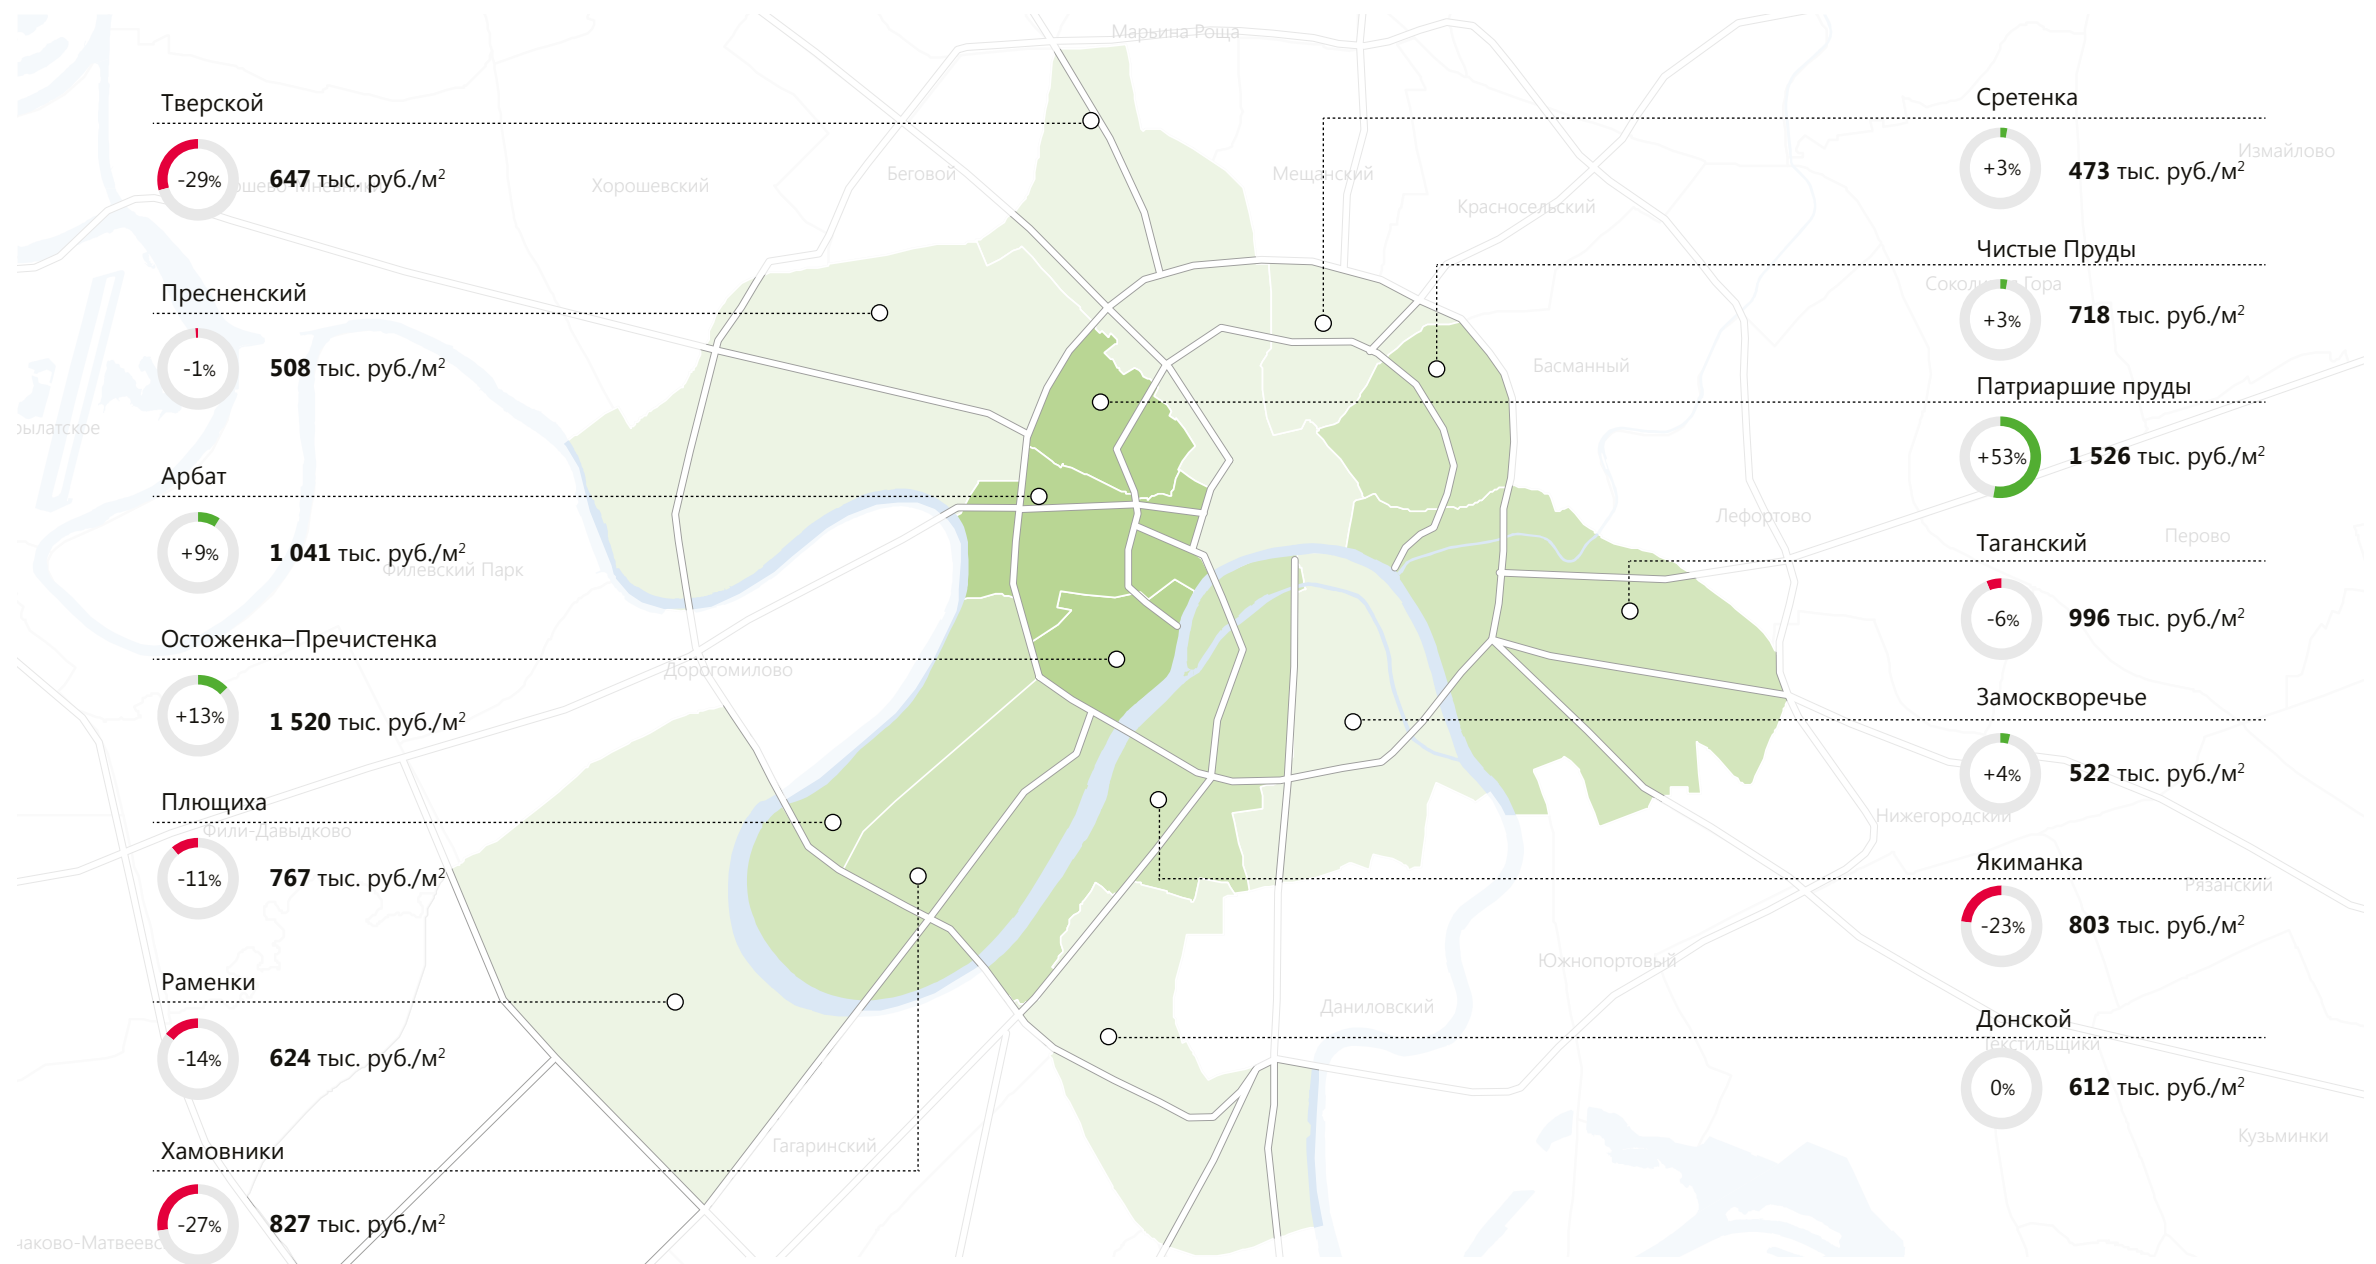 Марьина Роща
Тверской
-29%
647 тыс. руб./м²
Хорошевский
Беговой
Мещанский
Красносельский
Сретенка
+3%
473 тыс. руб./м²
Измайлово
Пресненский
-1%
508 тыс. руб./м²
Чистые Пруды
+3%
718 тыс. руб./м²
Басманный
Патриаршие пруды
+53%
1 526 тыс. руб./м²
Арбат
+9%
1 041 тыс. руб./м²
Филевский Парк
Лефортово
Перово
Таганский
-6%
996 тыс. руб./м²
Остоженка–Пречистенка
+13%
1 520 тыс. руб./м²
Дорогомилово
Замоскворечье
+4%
522 тыс. руб./м²
Нижегородский
Плющиха
Фили-Давыдково
-11%
767 тыс. руб./м²
Якиманка
Рязанский
-23%
803 тыс. руб./м²
Раменки
-14%
624 тыс. руб./м²
Южнопортовый
Даниловский
Донской
Текстильщики
0%
612 тыс. руб./м²
Кузьминки
Гагаринский
Хамовники
-27%
827 тыс. руб./м²